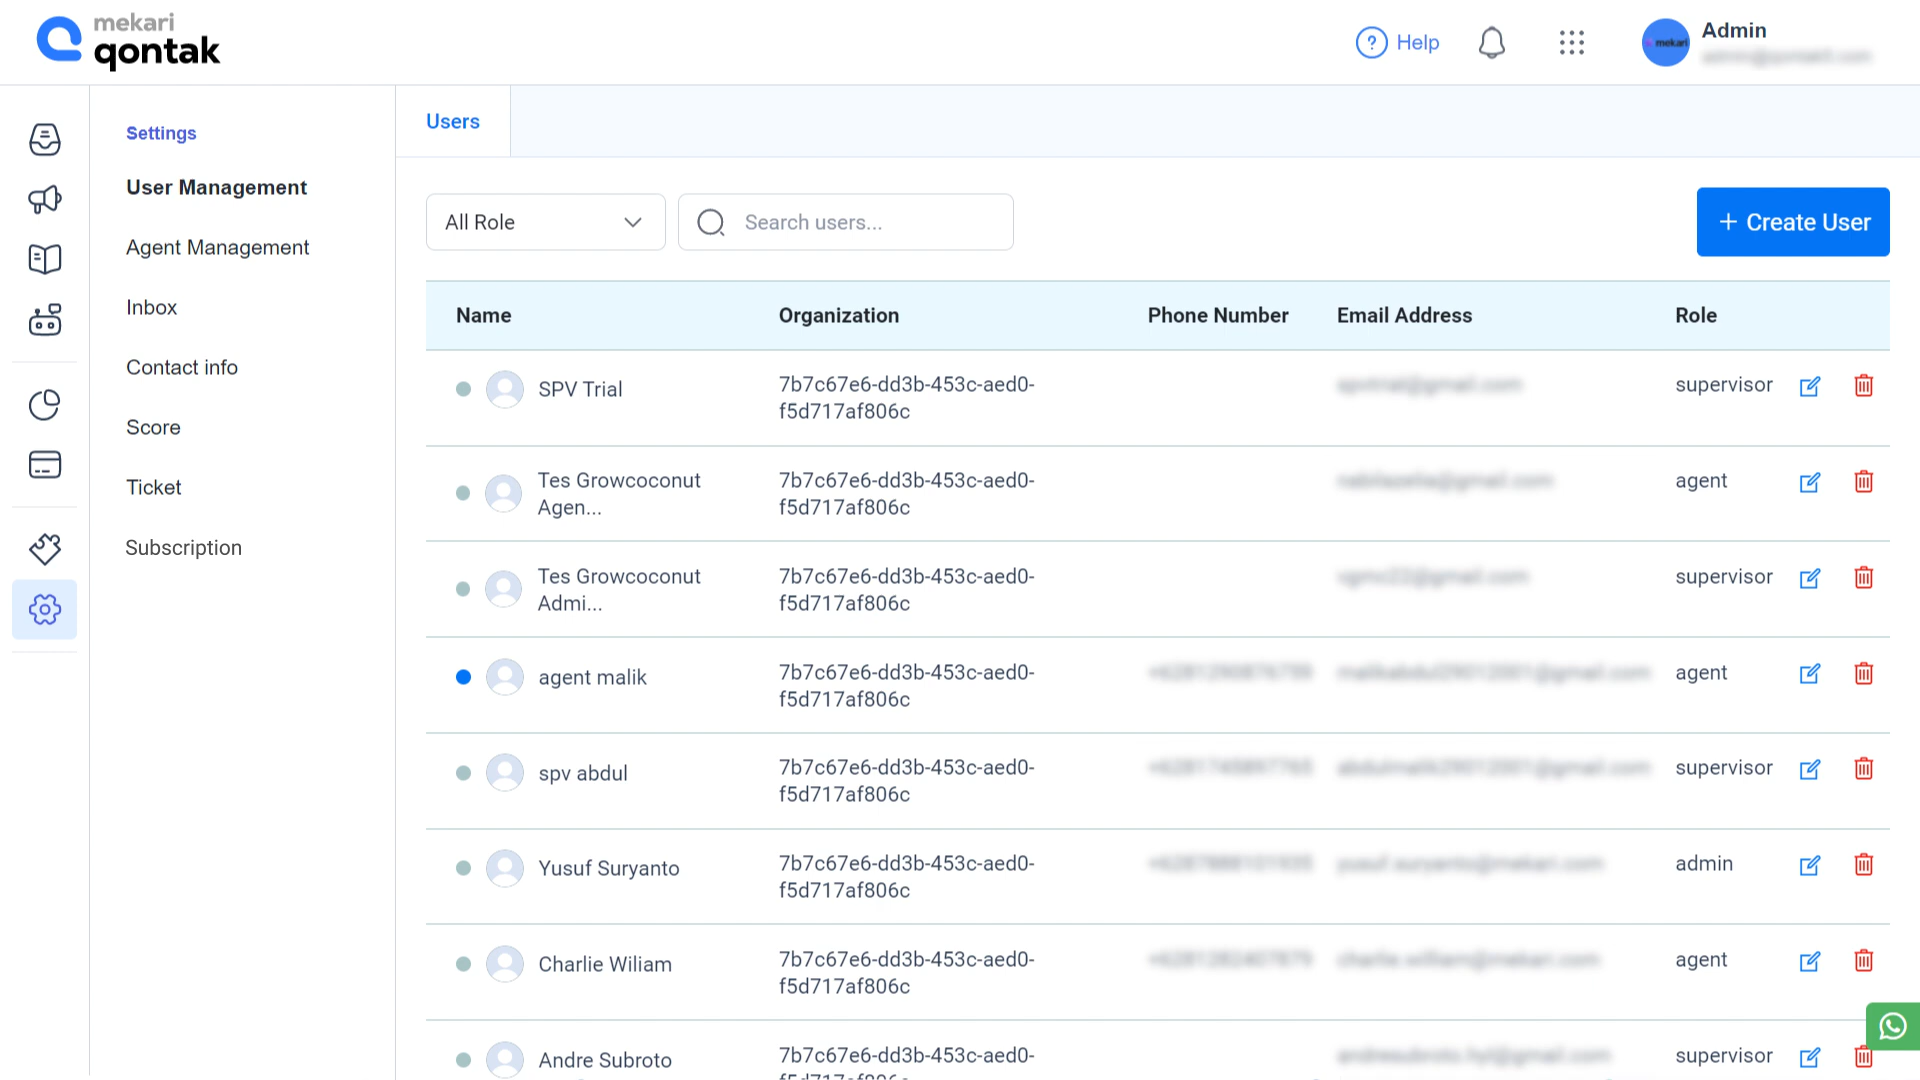 mekari
qontak
? Help
mekari
Admin
Settings
User Management
Agent Management
Inbox
Contact info
Score
Ticket
Subscription
Users
All Role
Search users...
+ Create User
Name Organization Phone Number Email Address Role
SPV Trial 7b7c67e6-dd3b-453c-aed0- supervisor
f5d717af806c
Tes Growcoconut 7b7c67e6-dd3b-453c-aed0- agent
Agen... f5d717af806c
Tes Growcoconut 7b7c67e6-dd3b-453c-aed0- supervisor
Admi... f5d717af806c
agent malik 7b7c67e6-dd3b-453c-aed0- agent
f5d717af806c
spv abdul 7b7c67e6-dd3b-453c-aed0- supervisor
f5d717af806c
Yusuf Suryanto 7b7c67e6-dd3b-453c-aed0- admin
f5d717af806c
Charlie Wiliam 7b7c67e6-dd3b-453c-aed0- agent
f5d717af806c
Andre Subroto 7b7c67e6-dd3b-453c-aed0- supervisor